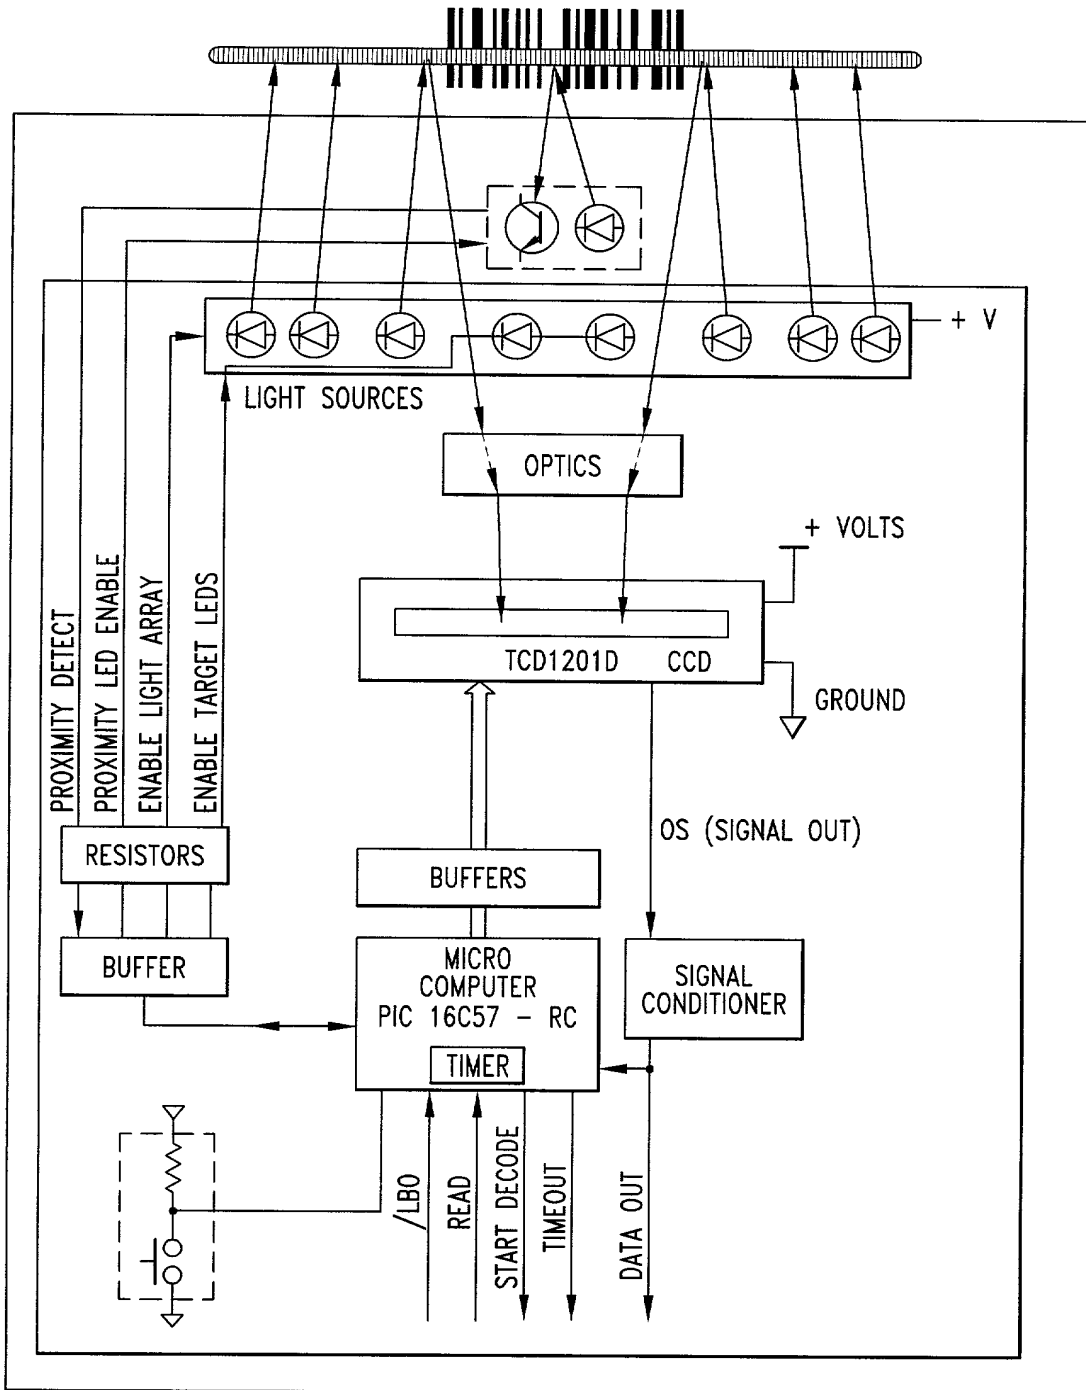 + V
LIGHT SOURCES
OPTICS
+ VOLTS
PROXIMITY DETECT
PROXIMITY LED ENABLE
ENABLE LIGHT ARRAY
ENABLE TARGET LEDS
TCD1201D CCD
GROUND
OS (SIGNAL OUT)
RESISTORS
BUFFERS
BUFFER
MICRO
COMPUTER
PIC 16C57 - RC
TIMER
SIGNAL
CONDITIONER
/LBO
READ
START DECODE
TIMEOUT
DATA OUT